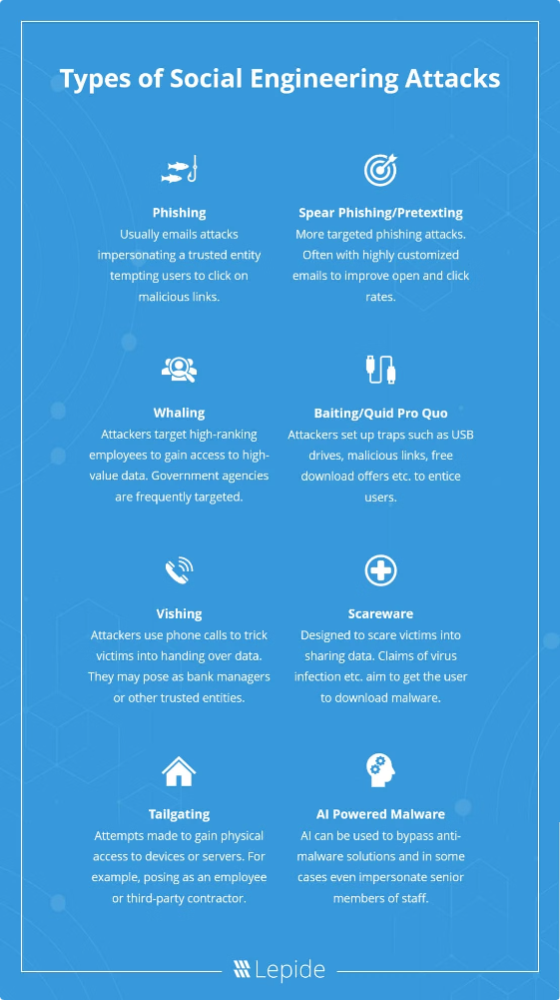 Types of Social Engineering Attacks
Phishing
Usually emails attacks
impersonating a trusted entity
tempting users to click on
malicious links.
Spear Phishing/Pretexting
More targeted phishing attacks.
Often with highly customized
emails to improve open and click
rates.
Whaling
Attackers target high-ranking
employees to gain access to high-
value data. Government agencies
are frequently targeted.
Baiting/Quid Pro Quo
Attackers set up traps such as USB
drives, malicious links, free
download offers etc. to entice
users.
Vishing
Attackers use phone calls to trick
victims into handing over data.
They may pose as bank managers
or other trusted entities.
Scareware
Designed to scare victims into
sharing data. Claims of virus
infection etc. aim to get the user
to download malware.
Tailgating
Attempts made to gain physical
access to devices or servers. For
example, posing as an employee
or third-party contractor.
AI Powered Malware
AI can be used to bypass anti-
malware solutions and in some
cases even impersonate senior
members of staff.
Lepide